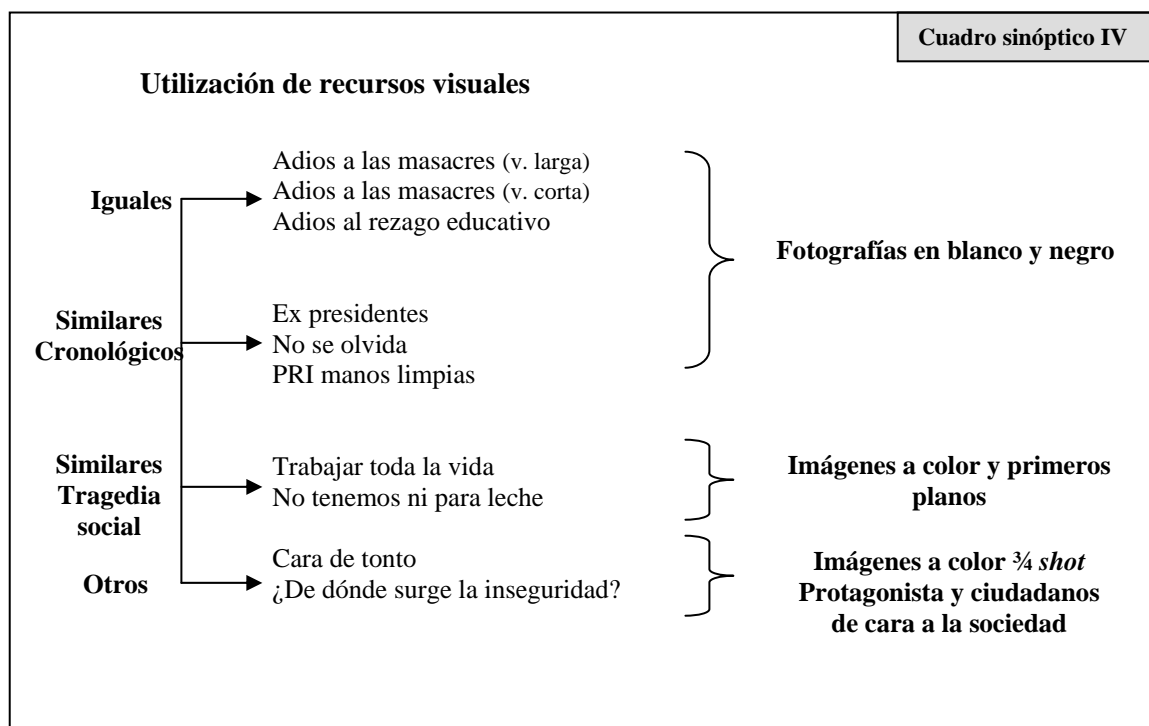 Cuadro sinóptico IV
Utilización de recursos visuales
Iguales
Adios a las masacres (v. larga)
Adios a las masacres (v. corta)
Adios al rezago educativo
Fotografías en blanco y negro
Similares
Cronológicos
Ex presidentes
No se olvida
PRI manos limpias
Similares
Tragedia
social
Trabajar toda la vida
No tenemos ni para leche
Imágenes a color y primeros
planos
Otros
Cara de tonto
¿De dónde surge la inseguridad?
Imágenes a color ¾ shot
Protagonista y ciudadanos
de cara a la sociedad